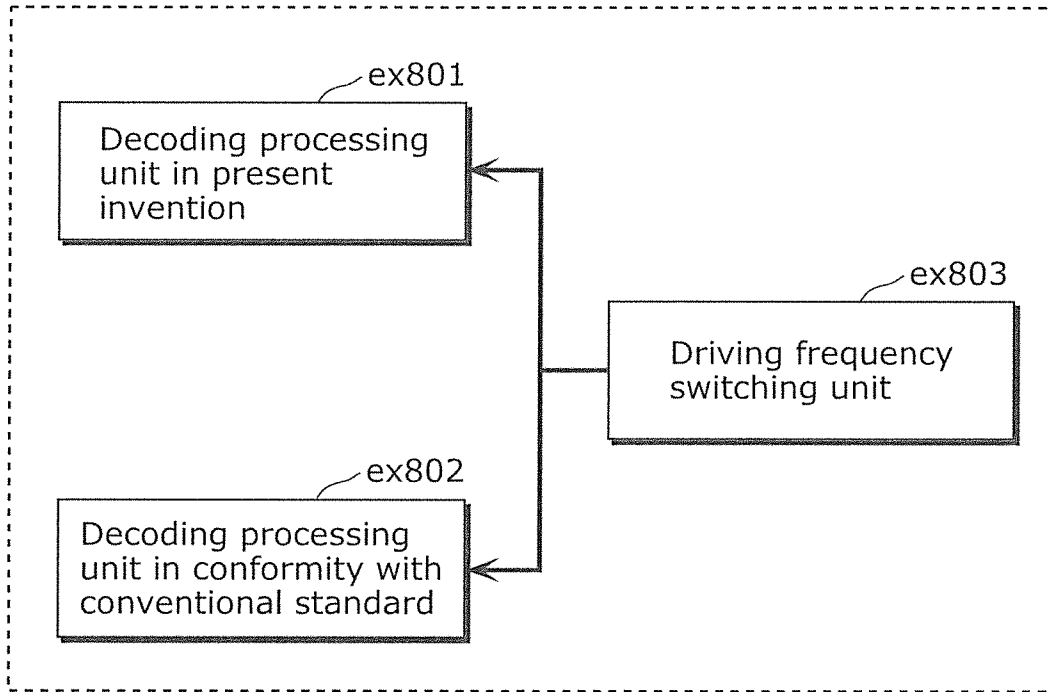 ex801
Decoding processing
unit in present
invention
ex803
Driving frequency
switching unit
ex802
Decoding processing
unit in conformity with
conventional standard